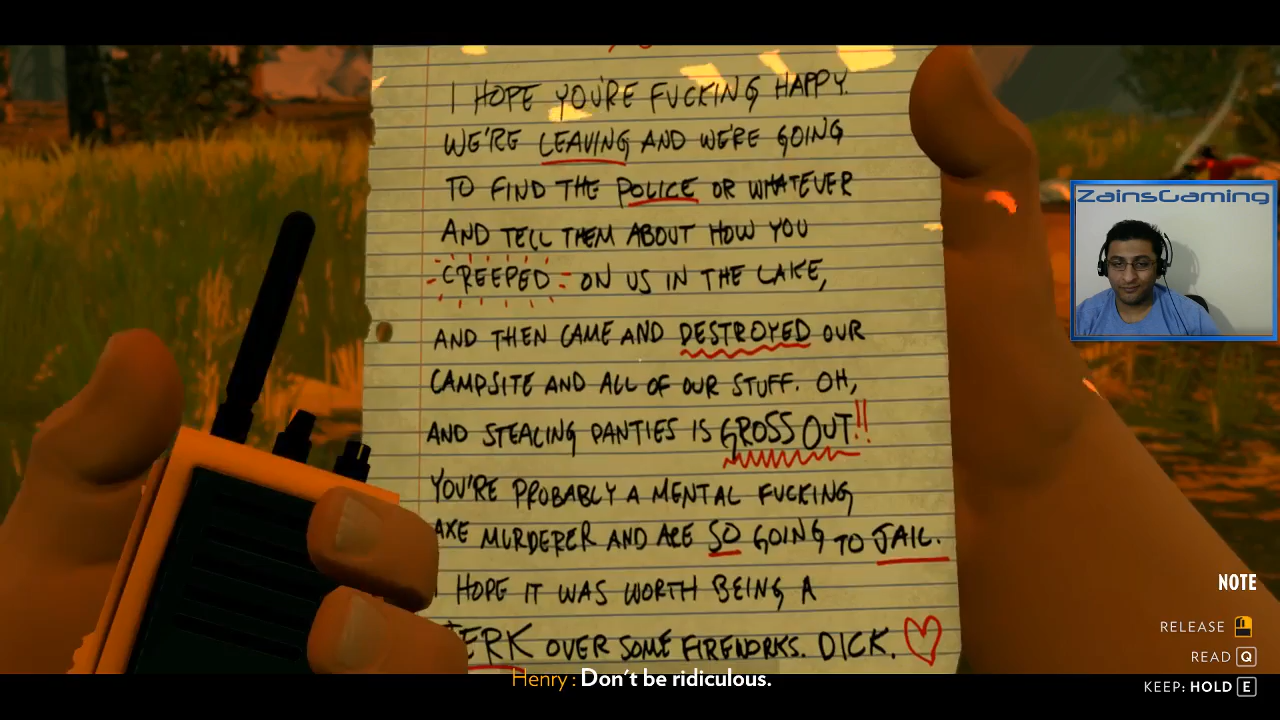 I HOPE YOU'RE FUCKING HAPPY.
WE'RE LEAVING AND WE'RE GOING
TO FIND THE POLICE OR WHATEVER
AND TELL THEM ABOUT HOW YOU
CREEPED ON US IN THE LAKE,
AND THEN CAME AND DESTROYED OUR
CAMPSITE AND ALL OF OUR STUFF. OH,
AND STEALING PANTIES IS GROSS OUT!!
YOU'RE PROBABLY A MENTAL FUCKING
AXE MURDERER AND ARE SO GOING TO JAIL.
I HOPE IT WAS WORTH BEING A
JERK OVER SOME FIREWORKS. DICK.
ZainsGaming
NOTE
RELEASE
READ Q
KEEP: HOLD E
Henry : Don't be ridiculous.